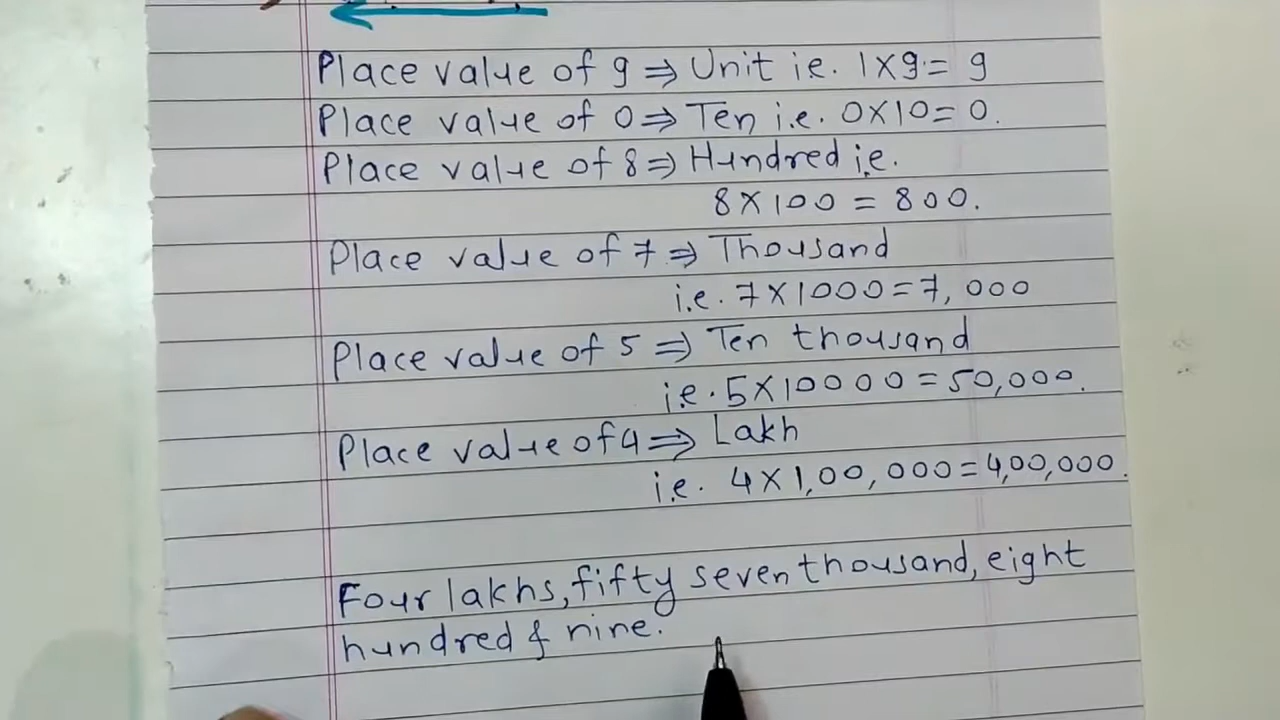 Place value of 9 ⇒ Unit i.e. 1×9 = 9
Place value of 0 ⇒ Ten i.e. 0×10 = 0.
Place value of 8 ⇒ Hundred i.e.
8×100 = 800.
Place value of 7 ⇒ Thousand
i.e. 7×1000 = 7,000
Place value of 5 ⇒ Ten thousand
i.e. 5×10000 = 50,000.
Place value of 4 ⇒ Lakh
i.e. 4×1,00,000 = 4,00,000.
Four lakhs, fifty seven thousand, eight
hundred & nine.